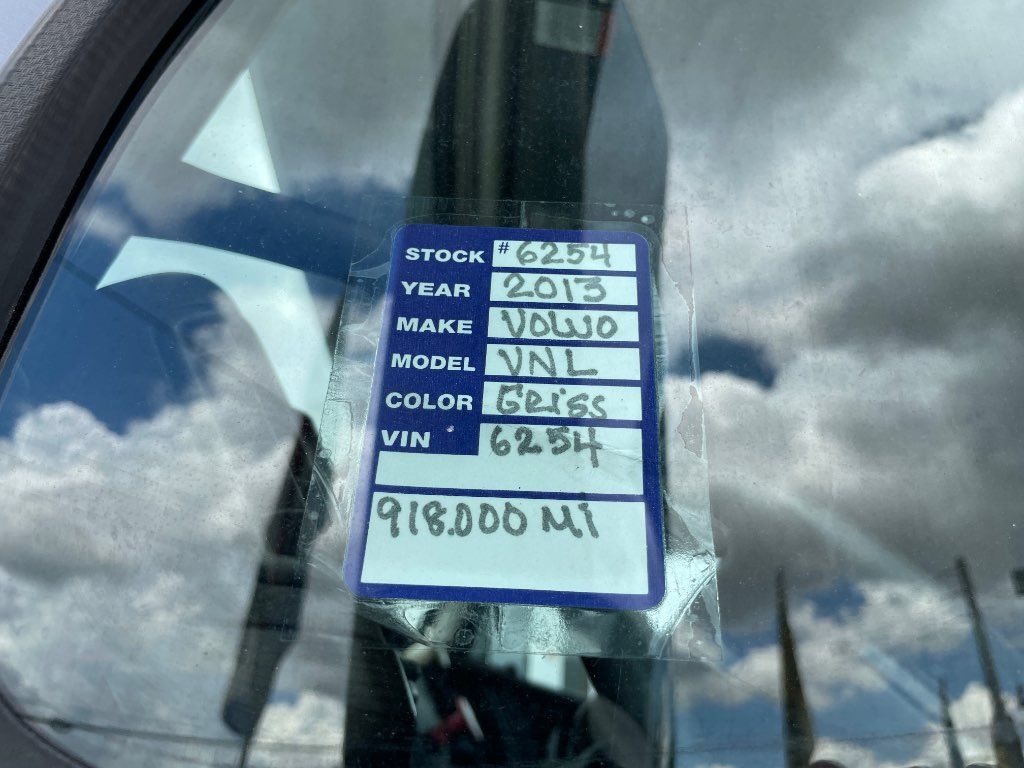 STOCK #6254
YEAR 2013
MAKE VOLVO
MODEL VNL
COLOR GRiss
VIN 6254
918.000 Mi